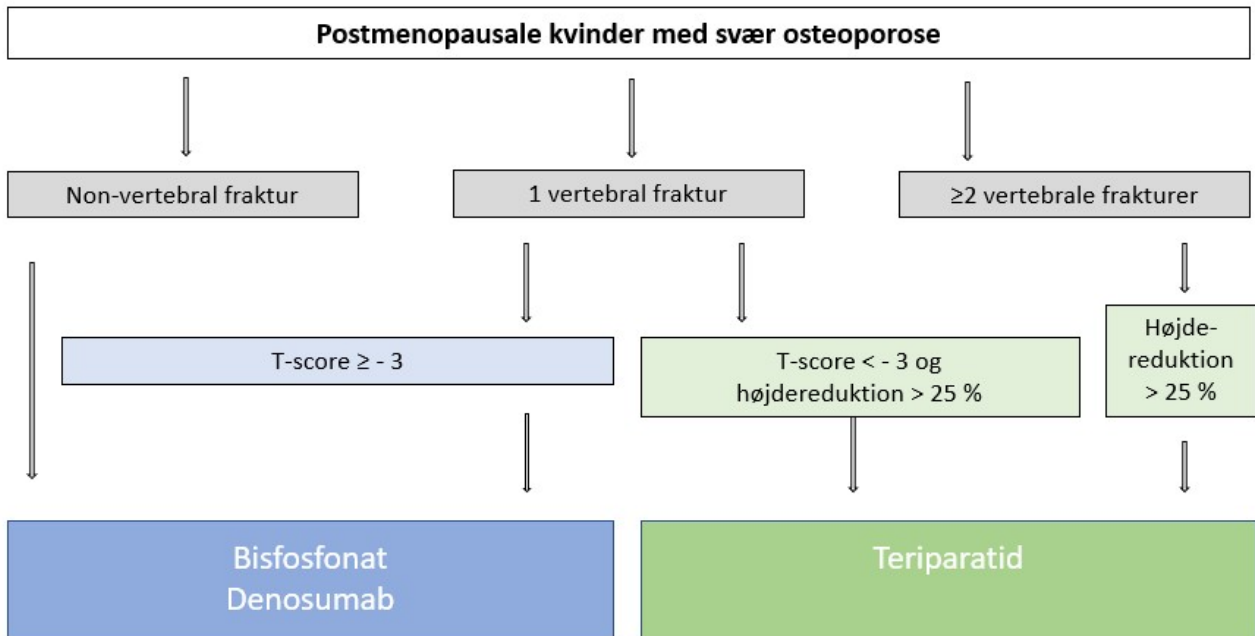 Postmenopausale kvinder med svær osteoporose
Non-vertebral fraktur
1 vertebral fraktur
≥2 vertebrale frakturer
T-score ≥ - 3
T-score < - 3 og
højdereduktion > 25 %
Højde-
reduktion
> 25 %
Bisfosfonat
Denosumab
Teriparatid